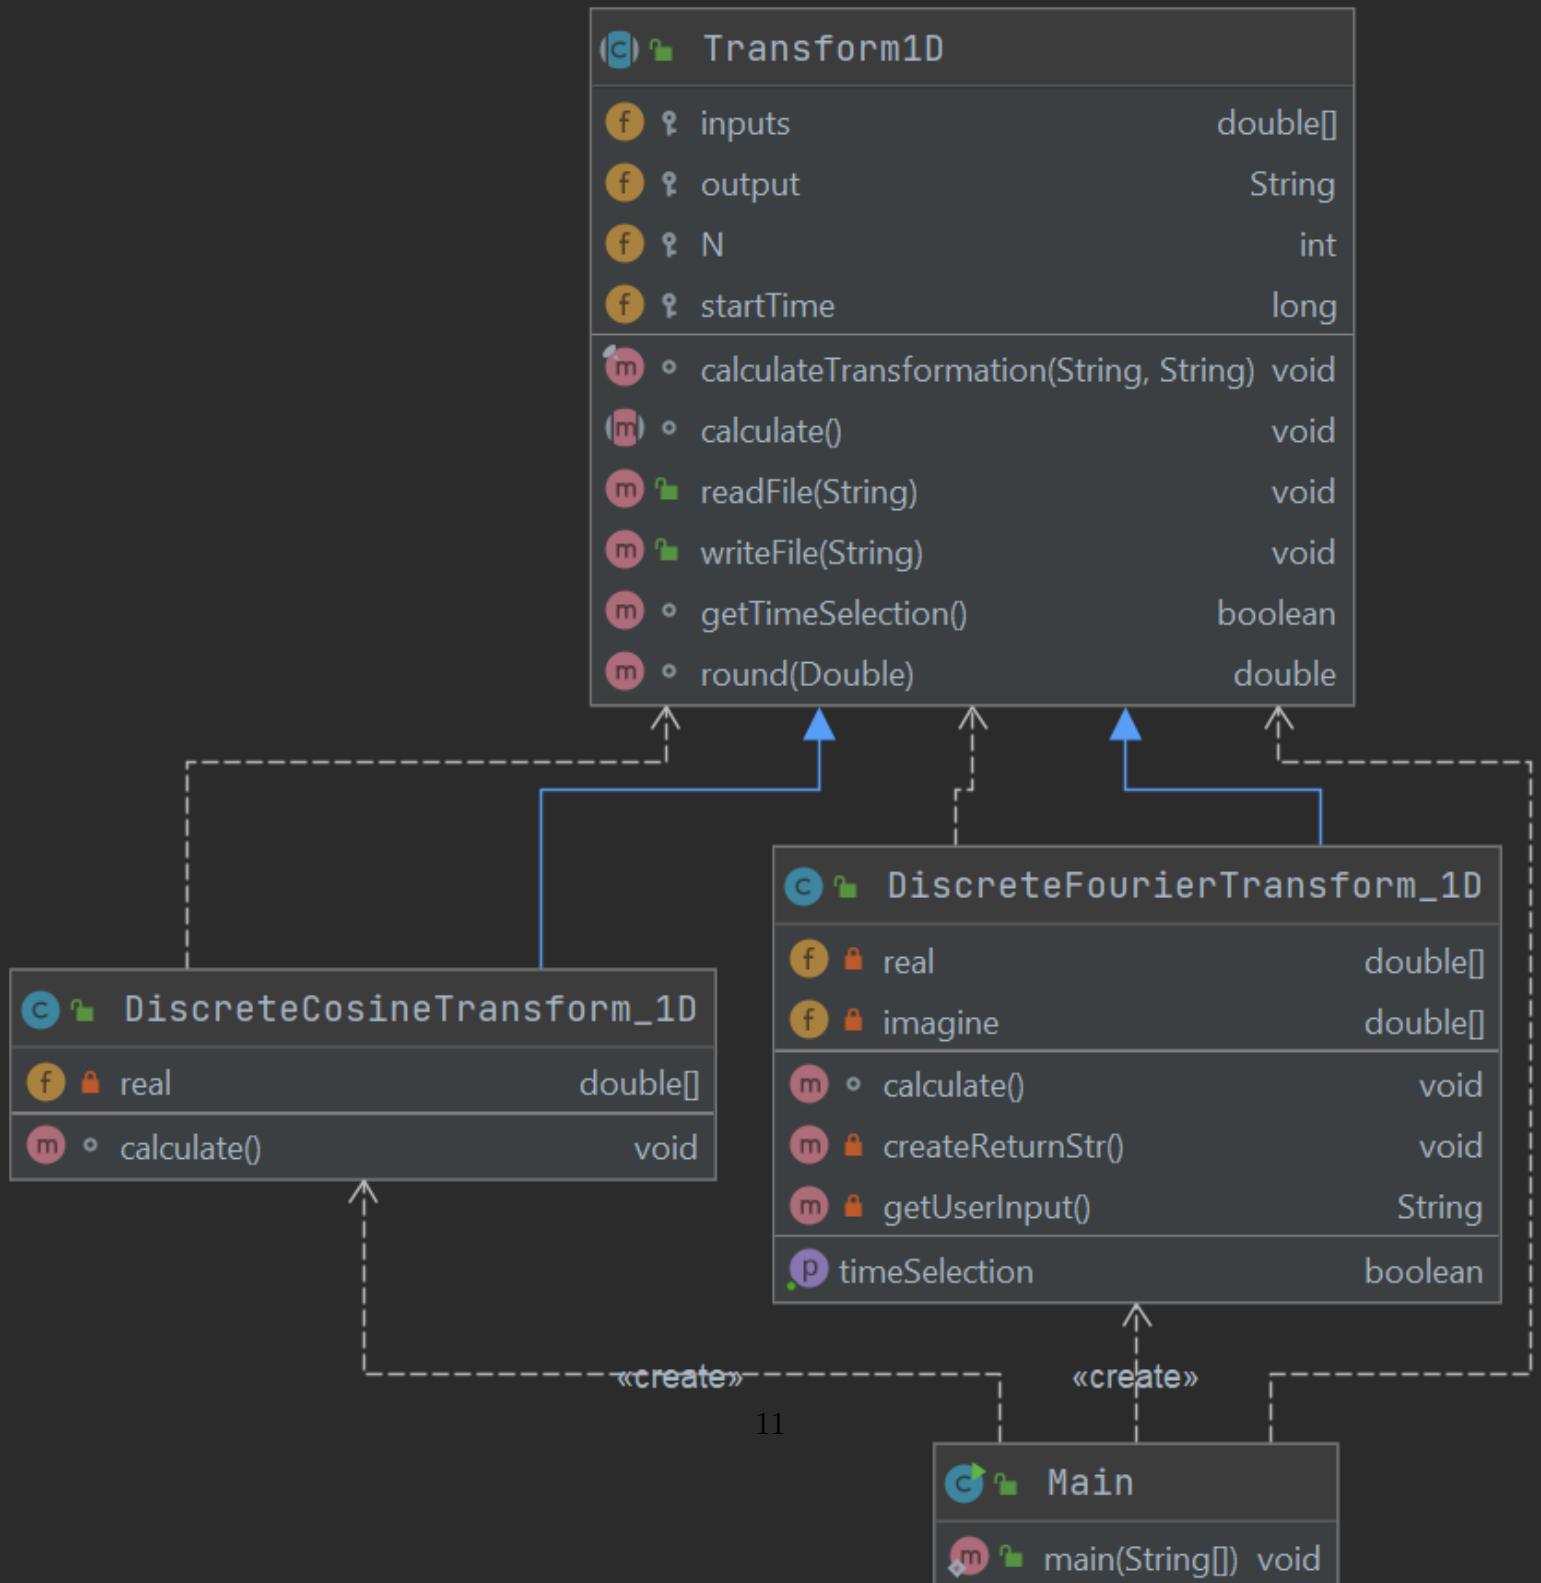 Transform1D
inputs double[]
output String
N int
startTime long
calculateTransformation(String, String) void
calculate() void
readFile(String) void
writeFile(String) void
getTimeSelection() boolean
round(Double) double
DiscreteFourierTransform_1D
real double[]
imagine double[]
calculate() void
createReturnStr() void
getUserInput() String
timeSelection boolean
DiscreteCosineTransform_1D
real double[]
calculate() void
«create» «create»
11
Main
main(String[]) void